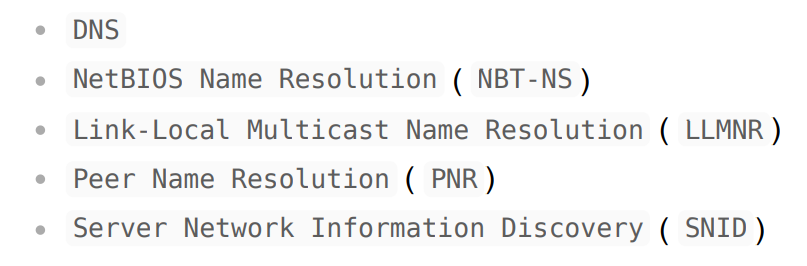 DNS
NetBIOS Name Resolution ( NBT-NS )
Link-Local Multicast Name Resolution ( LLMNR )
Peer Name Resolution ( PNR )
Server Network Information Discovery ( SNID )